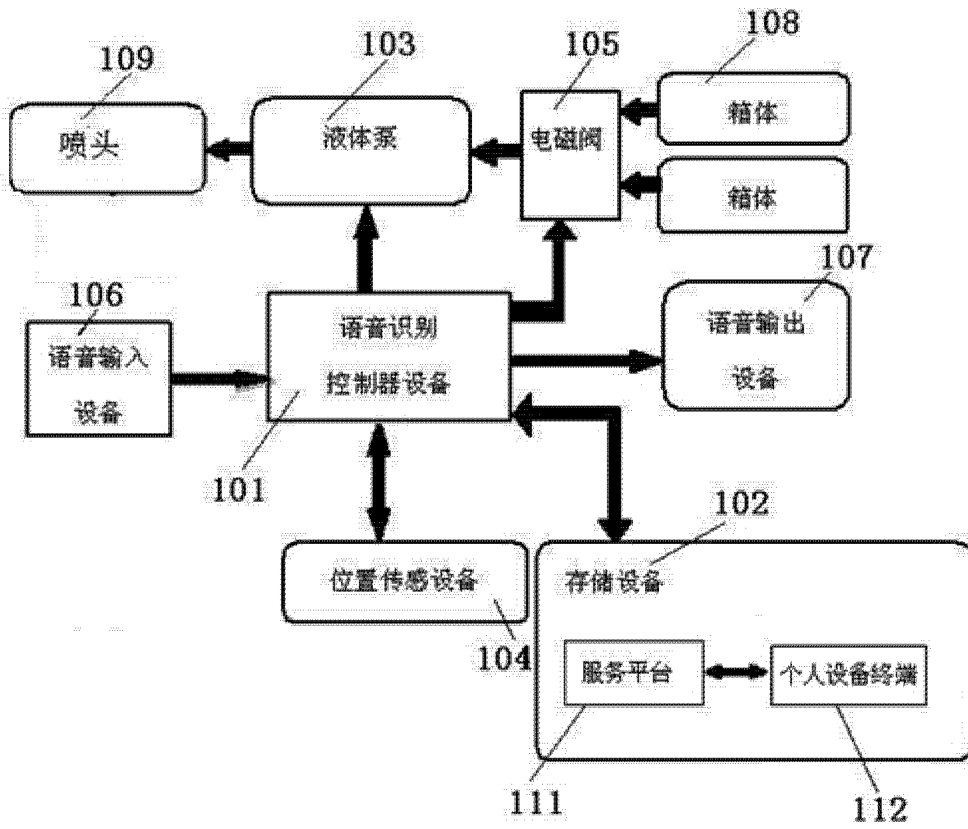 109
103
105
108
喷头
液体泵
电磁阀
箱体
箱体
106
107
语音输入
设备
语音识别
控制器设备
语音输出
设备
101
102
位置传感设备
104
存储设备
服务平台
个人设备终端
111
112